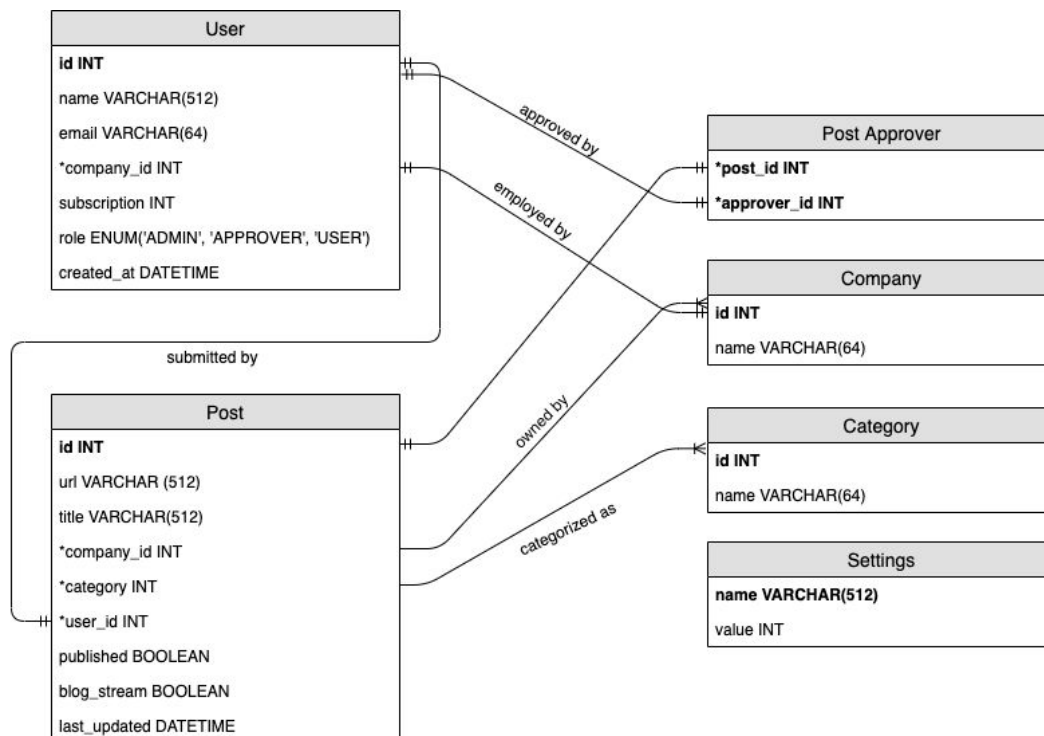 User
id INT
name VARCHAR(512)
email VARCHAR(64)
*company_id INT
subscription INT
role ENUM('ADMIN', 'APPROVER', 'USER')
created_at DATETIME
approved by
employed by
submitted by
owned by
categorized as
Post Approver
*post_id INT
*approver_id INT
Company
id INT
name VARCHAR(64)
Post
id INT
url VARCHAR (512)
title VARCHAR(512)
*company_id INT
*category INT
*user_id INT
published BOOLEAN
blog_stream BOOLEAN
last_updated DATETIME
Category
id INT
name VARCHAR(64)
Settings
name VARCHAR(512)
value INT